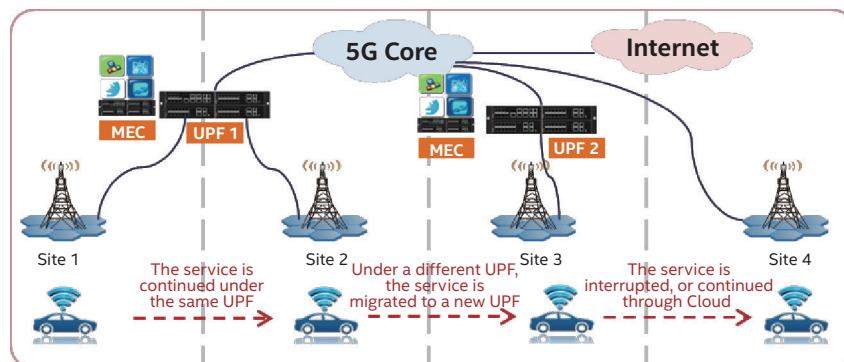 5G Core
Internet
MEC
UPF 1
MEC
UPF 2
Site 1
Site 2
Site 3
Site 4
The service is
continued under
the same UPF
Under a different UPF,
the service is
migrated to a new UPF
The service is
interrupted, or continued
through Cloud